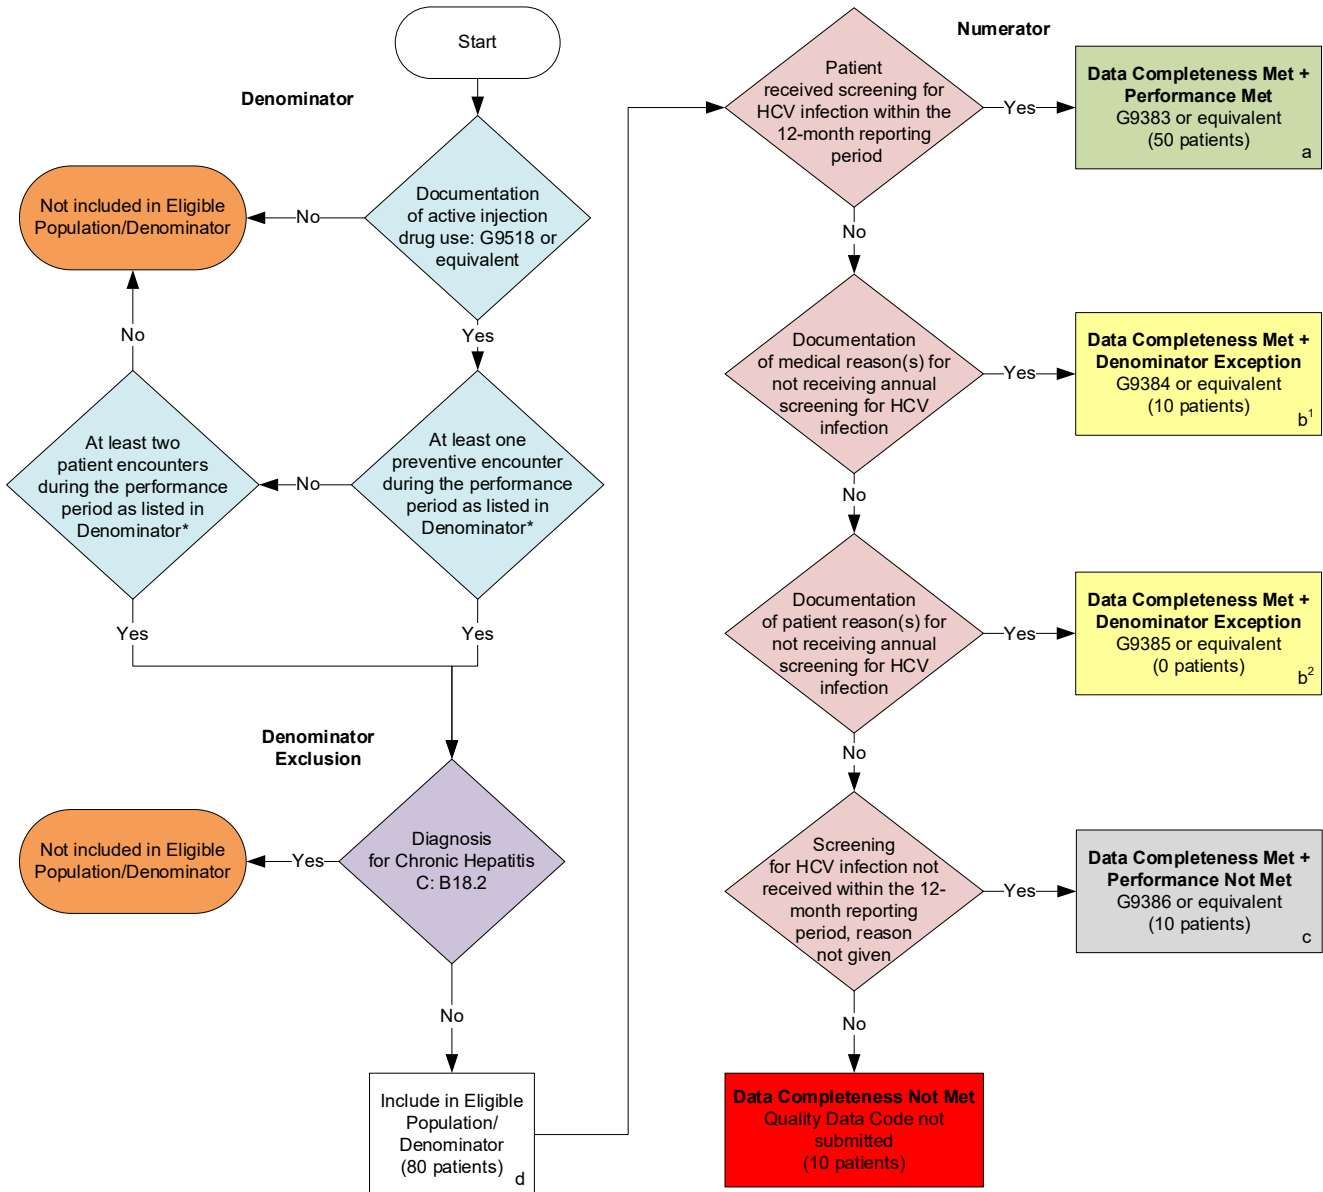 Start
Denominator
Documentation
of active injection
drug use: G9518 or
equivalent
No
Not included in Eligible
Population/Denominator
Yes
At least one
preventive encounter
during the performance
period as listed in
Denominator*
No
At least two
patient encounters
during the performance
period as listed in
Denominator*
No
Yes
Yes
Denominator
Exclusion
Diagnosis
for Chronic Hepatitis
C: B18.2
Yes
Not included in Eligible
Population/Denominator
No
Include in Eligible
Population/
Denominator
(80 patients)
d
Numerator
Patient
received screening for
HCV infection within the
12-month reporting
period
Yes
Data Completeness Met +
Performance Met
G9383 or equivalent
(50 patients)
a
No
Documentation
of medical reason(s) for
not receiving annual
screening for HCV
infection
Yes
Data Completeness Met +
Denominator Exception
G9384 or equivalent
(10 patients)
b¹
No
Documentation
of patient reason(s) for
not receiving annual
screening for HCV
infection
Yes
Data Completeness Met +
Denominator Exception
G9385 or equivalent
(0 patients)
b²
No
Screening
for HCV infection not
received within the 12-
month reporting
period, reason
not given
Yes
Data Completeness Met +
Performance Not Met
G9386 or equivalent
(10 patients)
c
No
Data Completeness Not Met
Quality Data Code not
submitted
(10 patients)